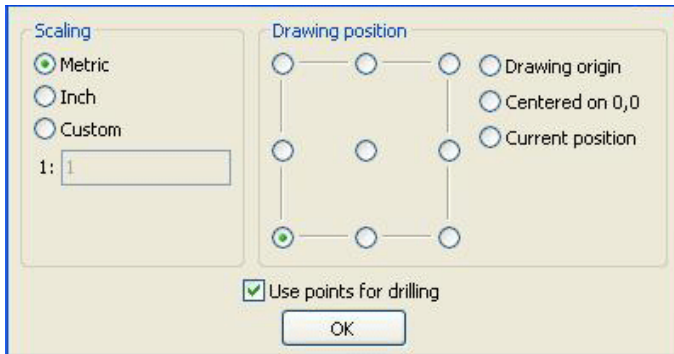 Scaling
Metric
Inch
Custom
1: 1
Drawing position
Drawing origin
Centered on 0,0
Current position
Use points for drilling
OK